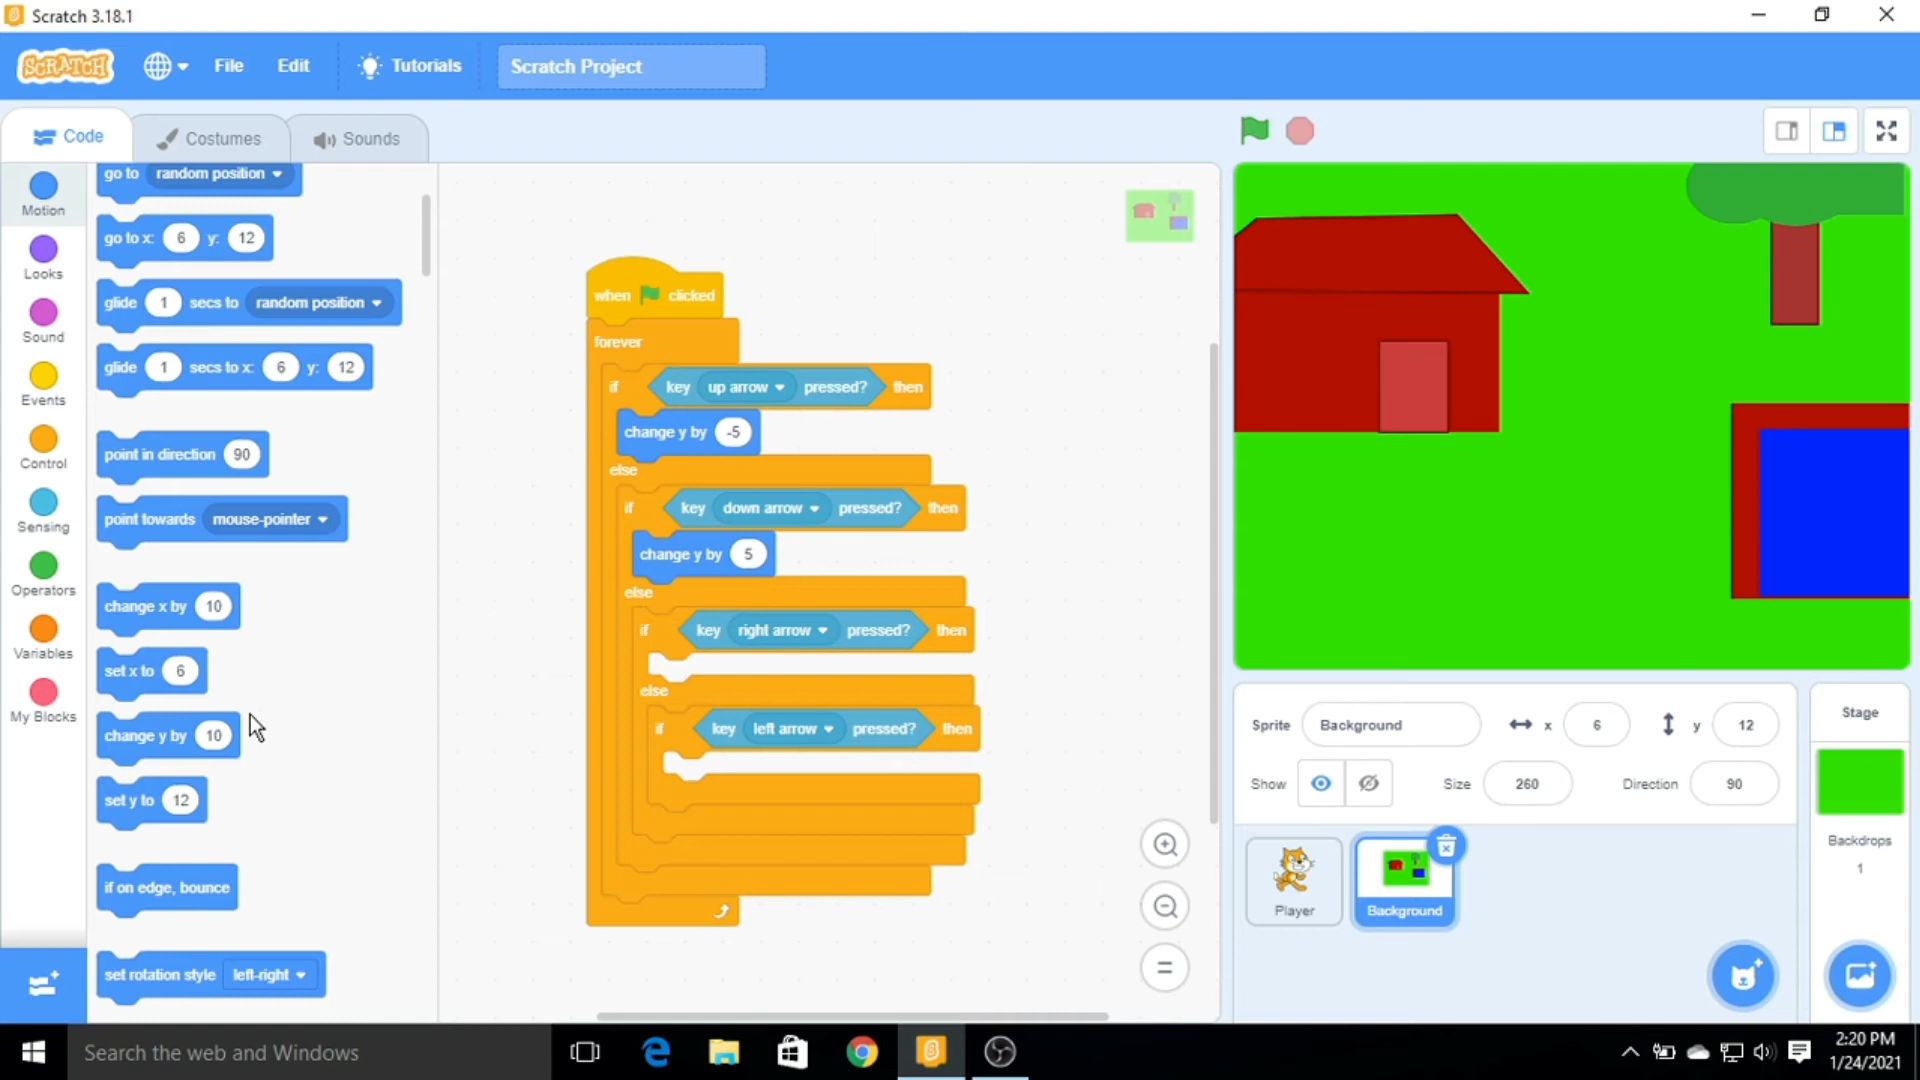 Scratch 3.18.1
SCRATCH File Edit Tutorials Scratch Project
Code Costumes Sounds
Motion
Looks
Sound
Events
Control
Sensing
Operators
Variables
My Blocks
go to random position
go to x: 6 y: 12
glide 1 secs to random position
glide 1 secs to x: 6 y: 12
point in direction 90
point towards mouse-pointer
change x by 10
set x to 6
change y by 10
set y to 12
if on edge, bounce
set rotation style left-right
when clicked
forever
if key up arrow pressed? then
change y by -5
else
if key down arrow pressed? then
change y by 5
else
if key right arrow pressed? then
else
if key left arrow pressed? then
Sprite Background x 6 y 12
Show Size 260 Direction 90
Player
Background
Stage
Backdrops
1
Search the web and Windows
2:20 PM
1/24/2021